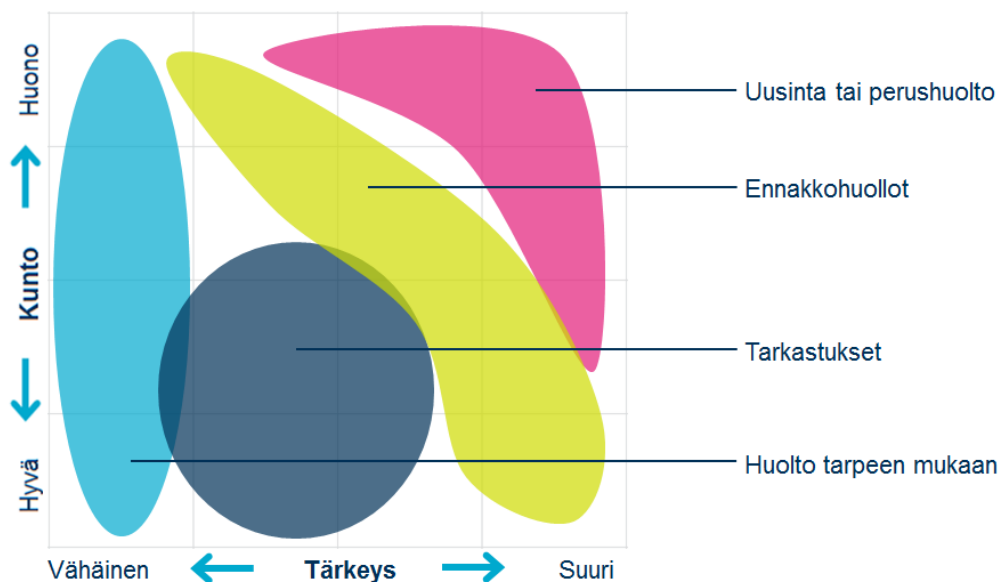 Huono
Kunto
Hyvä
Uusinta tai perushuolto
Ennakkohuollot
Tarkastukset
Huolto tarpeen mukaan
Vähäinen
Tärkeys
Suuri